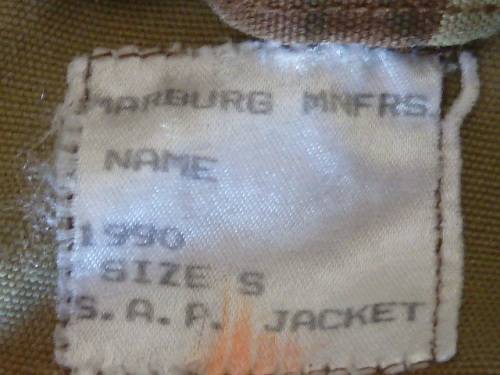 MARBURG MNFRS.
NAME
1990
SIZE S
S.A.P. JACKET